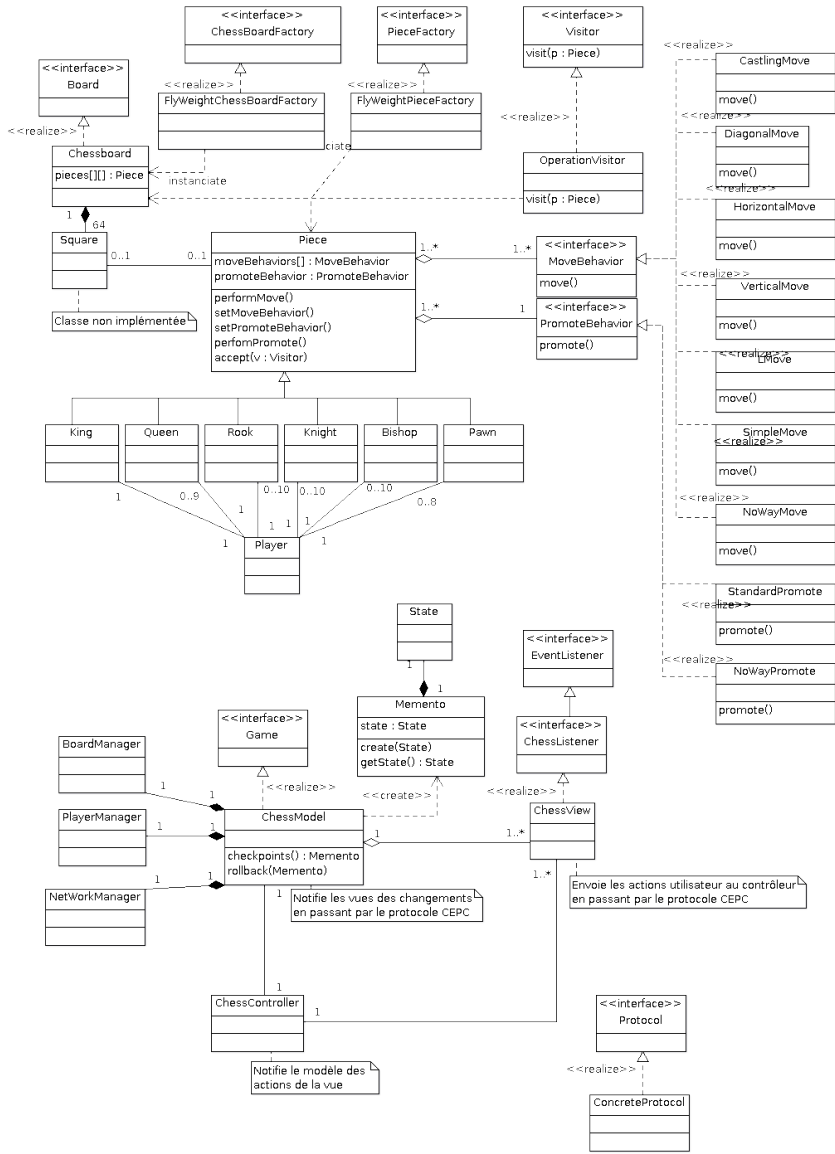 <<interface>>
ChessBoardFactory
<<interface>>
PieceFactory
<<interface>>
Visitor
visit(p : Piece)
<<realize>>
CastlingMove
move()
<<interface>>
Board
<<realize>>
<<realize>>
FlyWeightChessBoardFactory
<<realize>>
FlyWeightPieceFactory
<<realize>>
<<realize>>
DiagonalMove
move()
<<realize>>
Chessboard
pieces[][] : Piece
instanciate
ciate
OperationVisitor
visit(p : Piece)
<<realize>>
HorizontalMove
move()
1
64
Square
0..1
0..1
Classe non implémentée
Piece
moveBehaviors[] : MoveBehavior
promoteBehavior : PromoteBehavior
performMove()
setMoveBehavior()
setPromoteBehavior()
perfomPromote()
accept(v : Visitor)
1..*
1..*
<<interface>>
MoveBehavior
move()
1..*
1
<<interface>>
PromoteBehavior
promote()
<<realize>>
VerticalMove
move()
<<realize>>
LMove
move()
SimpleMove
<<realize>>
move()
<<realize>>
NoWayMove
move()
King
Queen
Rook
Knight
Bishop
Pawn
1
0..9
0..10
0..10
0..10
0..8
1
1
1
1
1
1
Player
StandardPromote
<<realize>>
promote()
<<realize>>
NoWayPromote
promote()
State
1
1
Memento
state : State
create(State)
getState() : State
<<interface>>
EventListener
<<interface>>
ChessListener
<<interface>>
Game
<<realize>>
<<create>>
<<realize>>
BoardManager
1
1
PlayerManager
1
1
NetWorkManager
1
1
ChessModel
checkpoints() : Memento
rollback(Memento)
1
1..*
ChessView
1..*
1
Notifie les vues des changements
en passant par le protocole CEPC
Envoie les actions utilisateur au contrôleur
en passant par le protocole CEPC
1
ChessController
1
Notifie le modèle des
actions de la vue
<<interface>>
Protocol
<<realize>>
ConcreteProtocol